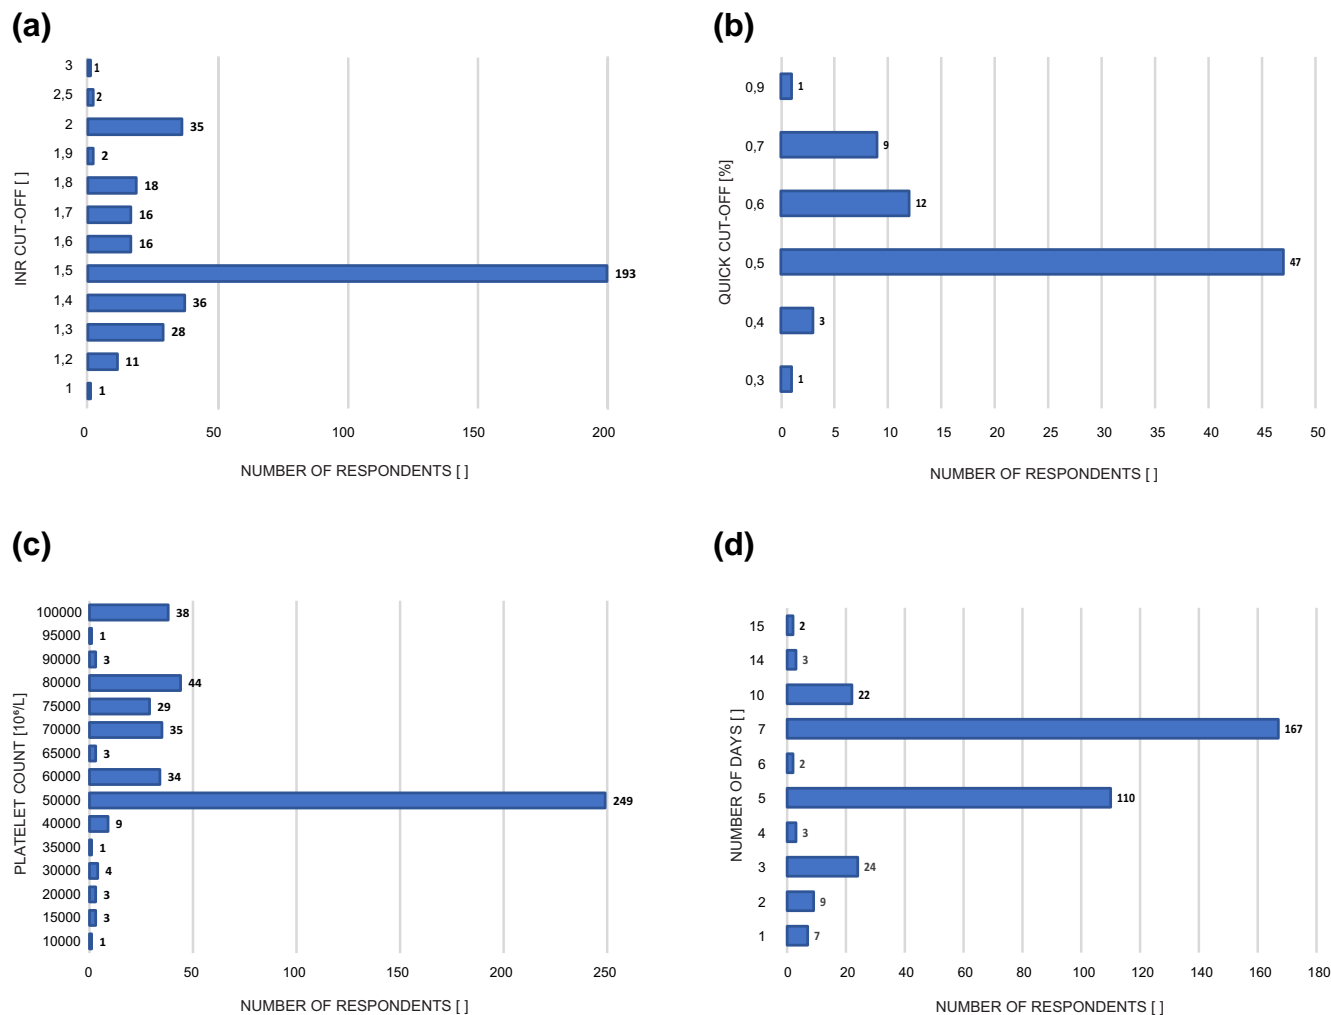 (a)
3 1
2,5 2
2 35
1,9 2
1,8 18
1,7 16
1,6 16
1,5 193
1,4 36
1,3 28
1,2 11
1 1
INR CUT-OFF [ ]
0 50 100 150 200
NUMBER OF RESPONDENTS [ ]
(b)
0,9 1
0,7 9
0,6 12
0,5 47
0,4 3
0,3 1
QUICK CUT-OFF [%]
0 5 10 15 20 25 30 35 40 45 50
NUMBER OF RESPONDENTS [ ]
(c)
100000 38
95000 1
90000 3
80000 44
75000 29
70000 35
65000 3
60000 34
50000 249
40000 9
35000 1
30000 4
20000 3
15000 3
10000 1
PLATELET COUNT [10⁶/L]
0 50 100 150 200 250
NUMBER OF RESPONDENTS [ ]
(d)
15 2
14 3
10 22
7 167
6 2
5 110
4 3
3 24
2 9
1 7
NUMBER OF DAYS [ ]
0 20 40 60 80 100 120 140 160 180
NUMBER OF RESPONDENTS [ ]